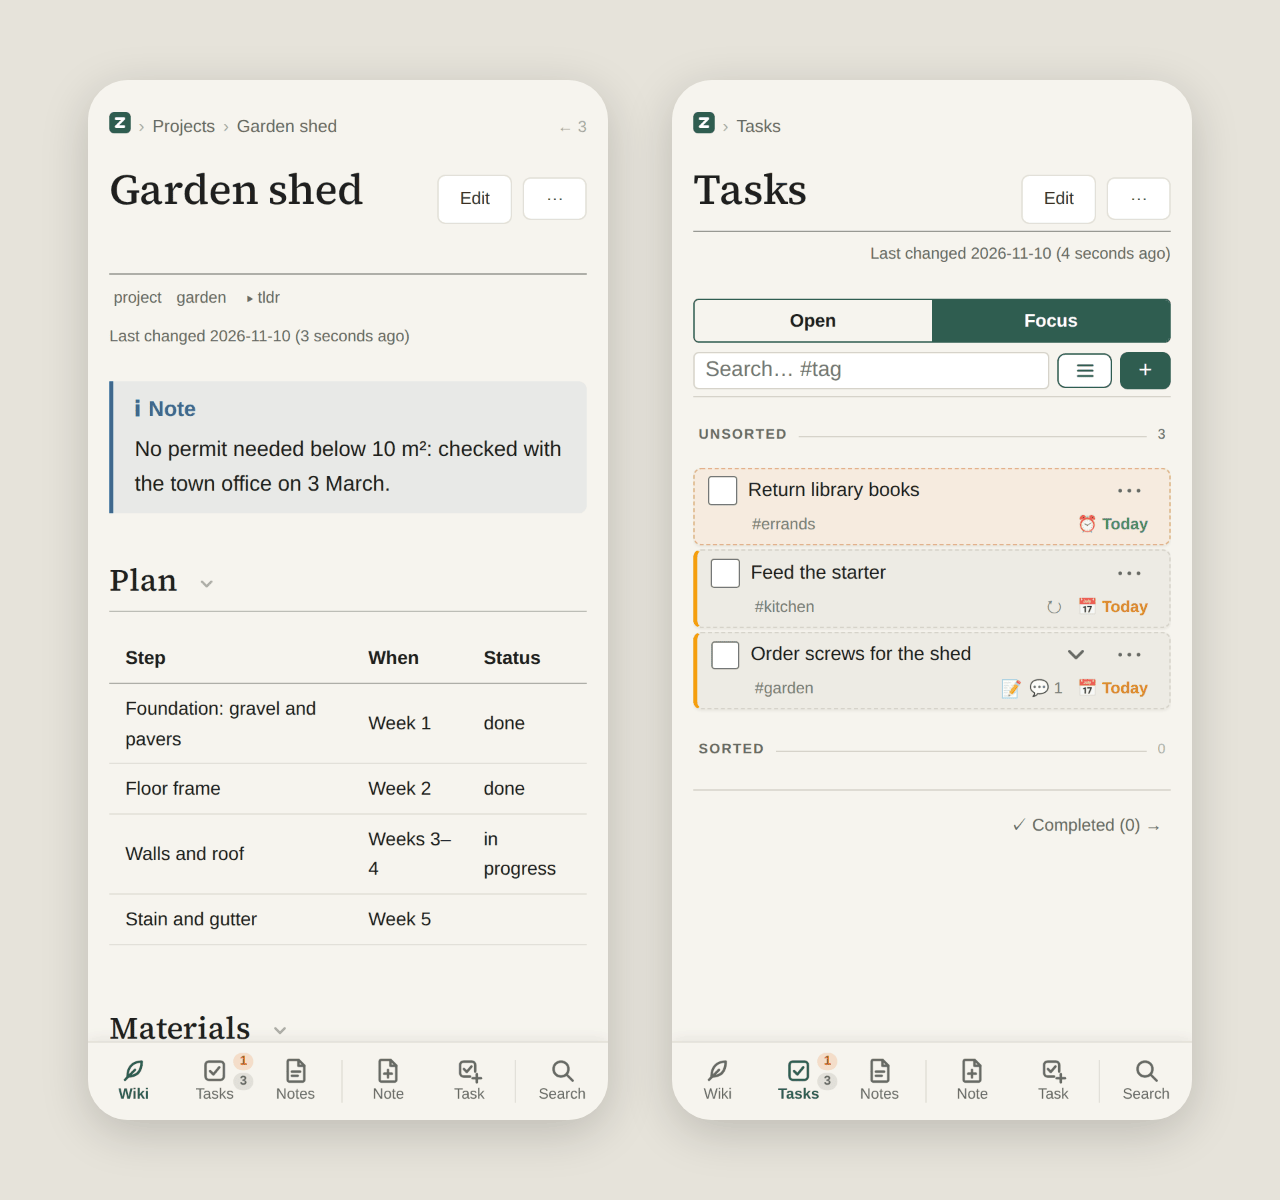 Z › Projects › Garden shed ← 3
Garden shed
Edit ···
project garden ▸ tldr
Last changed 2026-11-10 (3 seconds ago)
i Note
No permit needed below 10 m²: checked with
the town office on 3 March.
Plan
Step When Status
Foundation: gravel and
pavers
Week 1 done
Floor frame Week 2 done
Walls and roof
Weeks 3–
4
in
progress
Stain and gutter Week 5
Materials
1
3
Wiki Tasks Notes Note Task Search
Z › Tasks
Tasks
Edit ···
Last changed 2026-11-10 (4 seconds ago)
Open Focus
Search… #tag +
UNSORTED 3
Return library books
#errands ⏰ Today
Feed the starter
#kitchen 📅 Today
Order screws for the shed
#garden 📝 💬 1 📅 Today
SORTED 0
✓ Completed (0) →
1
3
Wiki Tasks Notes Note Task Search